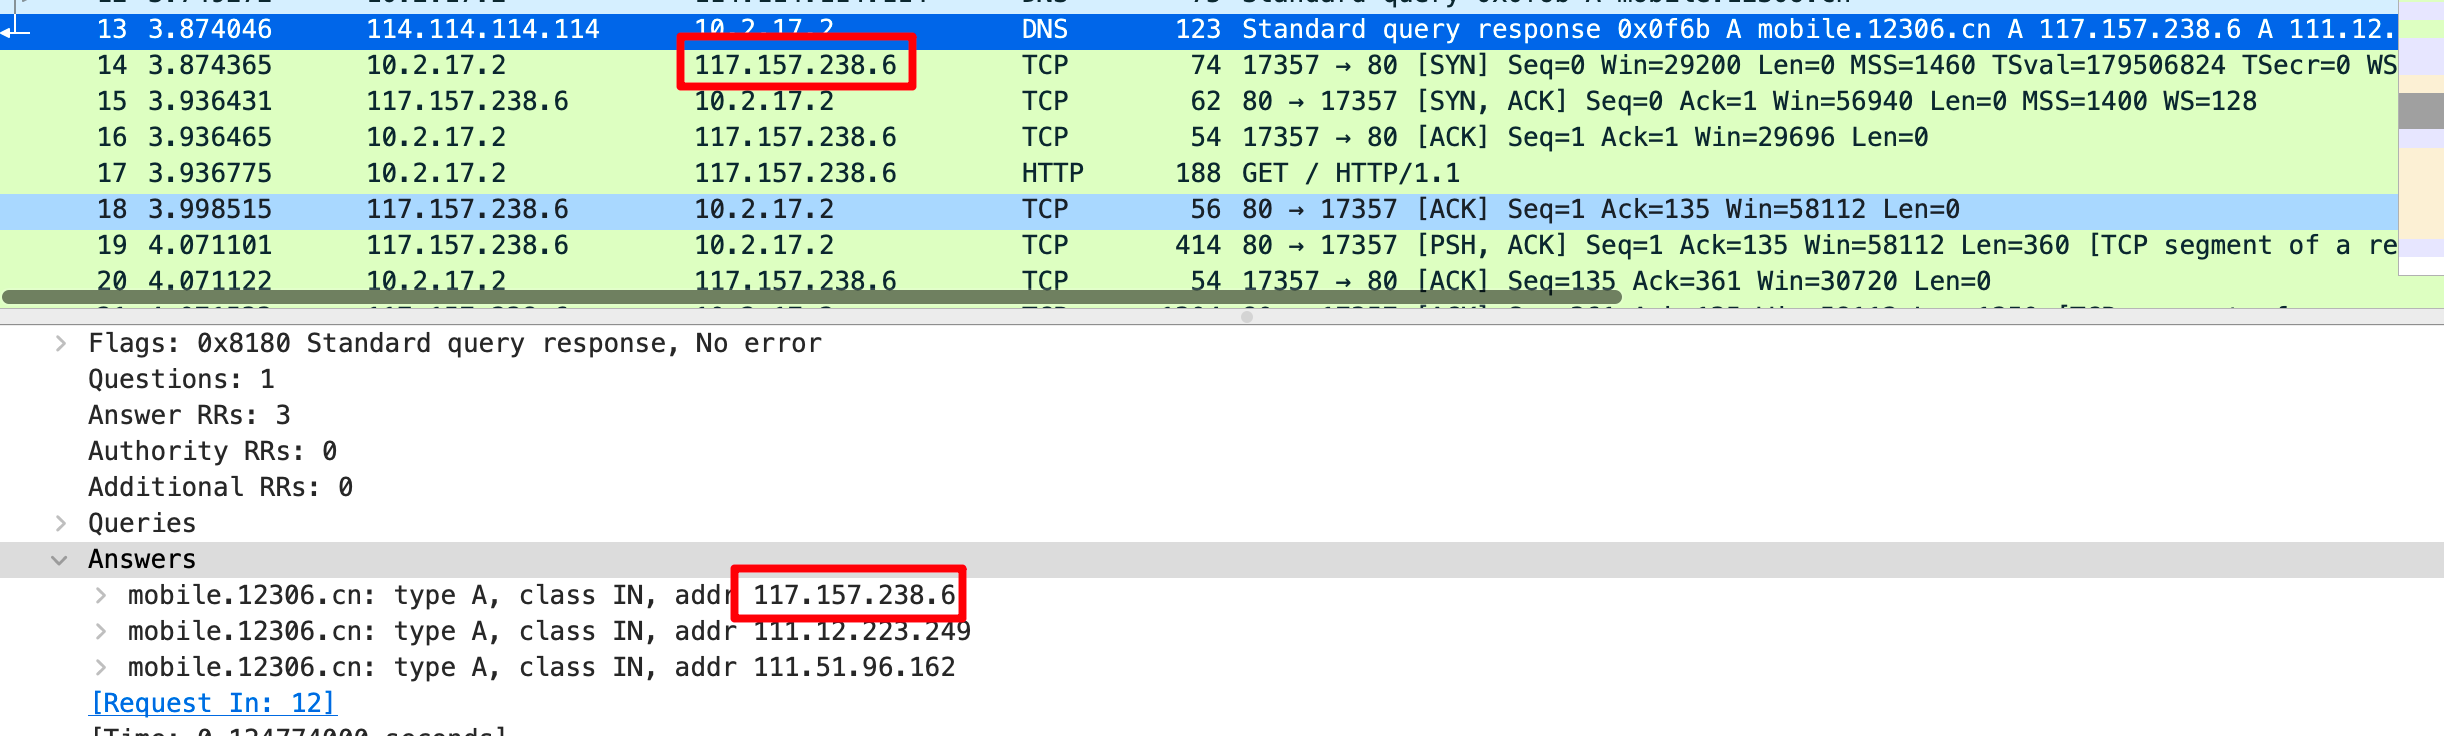 13 3.874046 114.114.114.114 10.2.17.2 DNS 123 Standard query response 0x0f6b A mobile.12306.cn A 117.157.238.6 A 111.12.
14 3.874365 10.2.17.2 117.157.238.6 TCP 74 17357 → 80 [SYN] Seq=0 Win=29200 Len=0 MSS=1460 TSval=179506824 TSecr=0 WS
15 3.936431 117.157.238.6 10.2.17.2 TCP 62 80 → 17357 [SYN, ACK] Seq=0 Ack=1 Win=56940 Len=0 MSS=1400 WS=128
16 3.936465 10.2.17.2 117.157.238.6 TCP 54 17357 → 80 [ACK] Seq=1 Ack=1 Win=29696 Len=0
17 3.936775 10.2.17.2 117.157.238.6 HTTP 188 GET / HTTP/1.1
18 3.998515 117.157.238.6 10.2.17.2 TCP 56 80 → 17357 [ACK] Seq=1 Ack=135 Win=58112 Len=0
19 4.071101 117.157.238.6 10.2.17.2 TCP 414 80 → 17357 [PSH, ACK] Seq=1 Ack=135 Win=58112 Len=360 [TCP segment of a re
20 4.071122 10.2.17.2 117.157.238.6 TCP 54 17357 → 80 [ACK] Seq=135 Ack=361 Win=30720 Len=0
Flags: 0x8180 Standard query response, No error
Questions: 1
Answer RRs: 3
Authority RRs: 0
Additional RRs: 0
Queries
Answers
mobile.12306.cn: type A, class IN, addr 117.157.238.6
mobile.12306.cn: type A, class IN, addr 111.12.223.249
mobile.12306.cn: type A, class IN, addr 111.51.96.162
[Request In: 12]
[Time: 0.124774000 seconds]